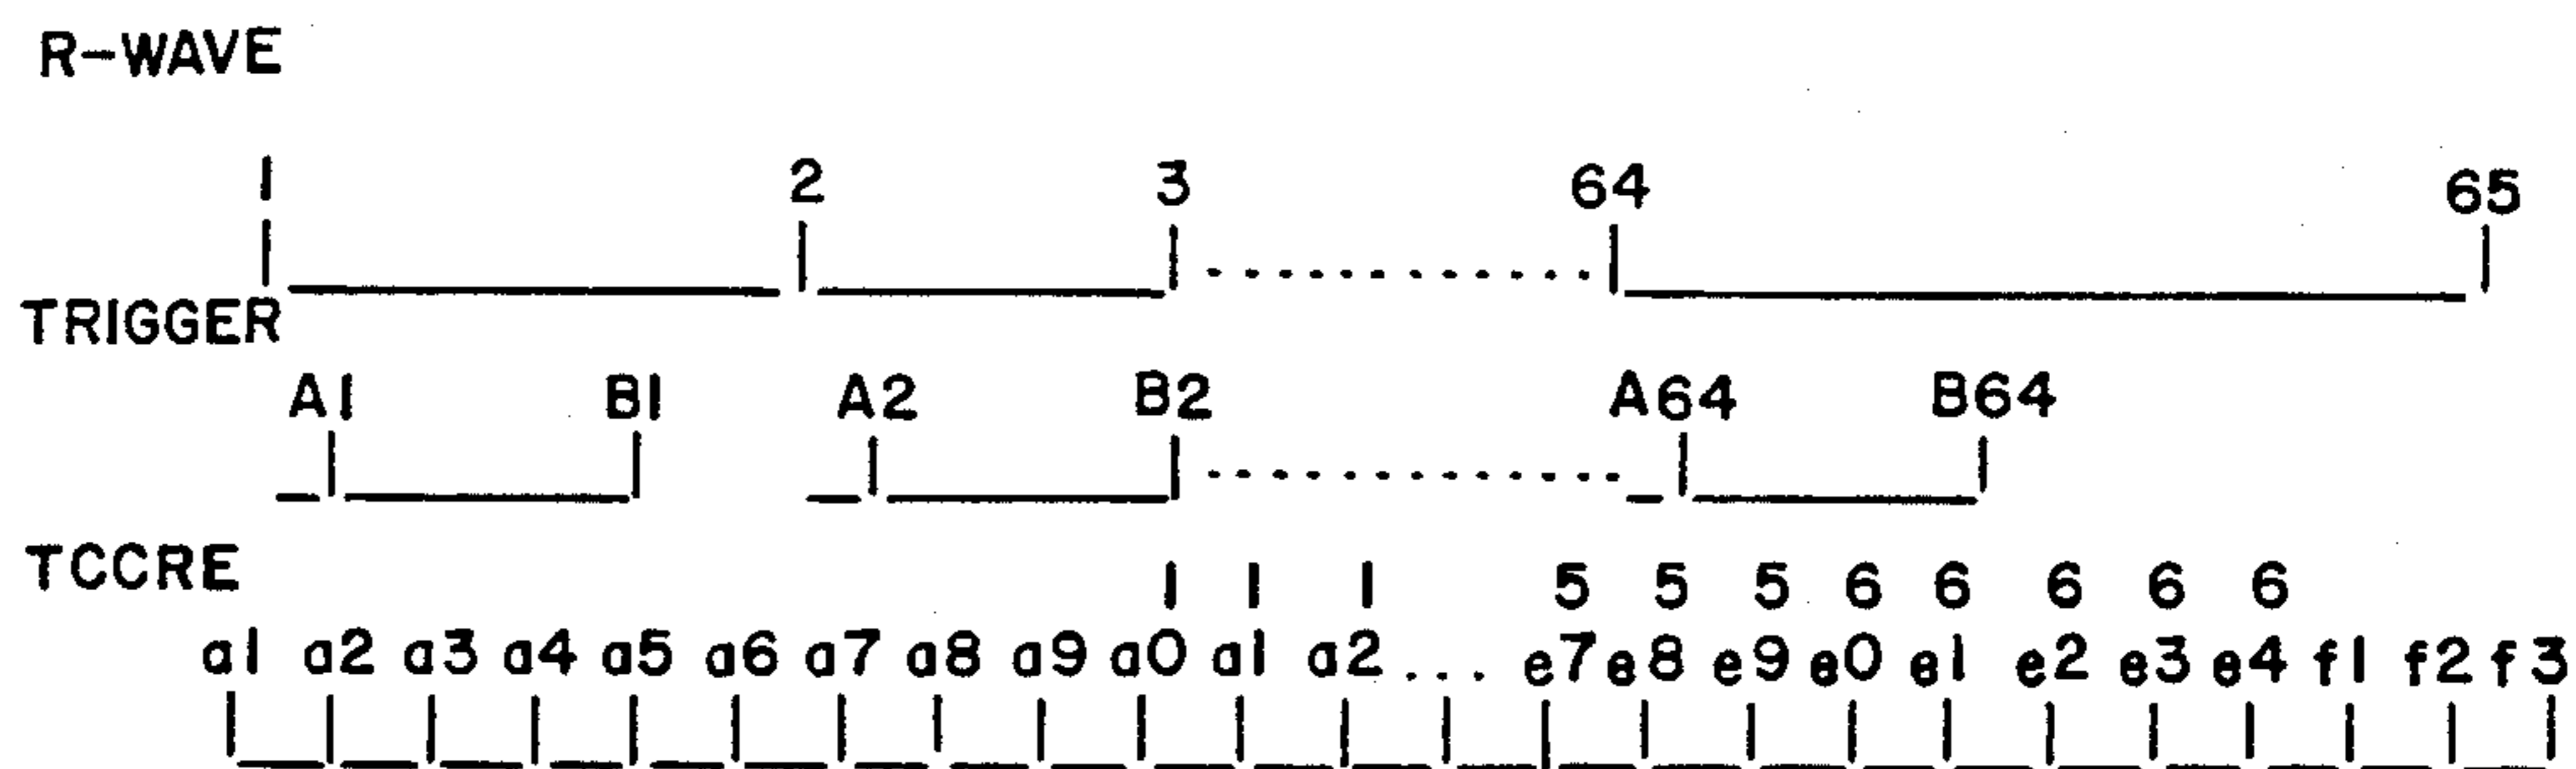 R-WAVE
1 2 3 64 65
TRIGGER
A1 B1 A2 B2 A64 B64
TCCRE
1 1 1 5 5 5 6 6 6 6 6
a1 a2 a3 a4 a5 a6 a7 a8 a9 a0 a1 a2 ... e7 e8 e9 e0 e1 e2 e3 e4 f1 f2 f3